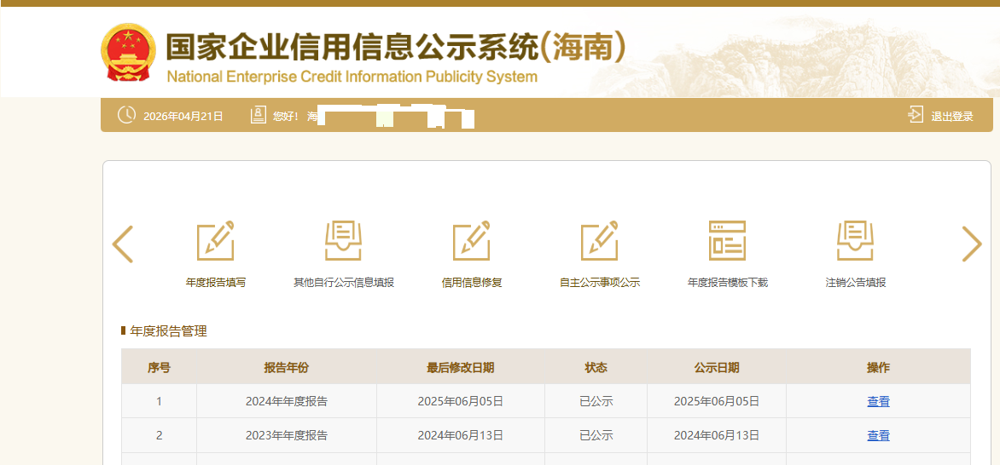 国家企业信用信息公示系统(海南)
National Enterprise Credit Information Publicity System
2026年04月21日 您好! 海 退出登录
年度报告填写 其他自行公示信息填报 信用信息修复 自主公示事项公示 年度报告模板下载 注销公告填报
年度报告管理
序号 报告年份 最后修改日期 状态 公示日期 操作
1 2024年年度报告 2025年06月05日 已公示 2025年06月05日 查看
2 2023年年度报告 2024年06月13日 已公示 2024年06月13日 查看